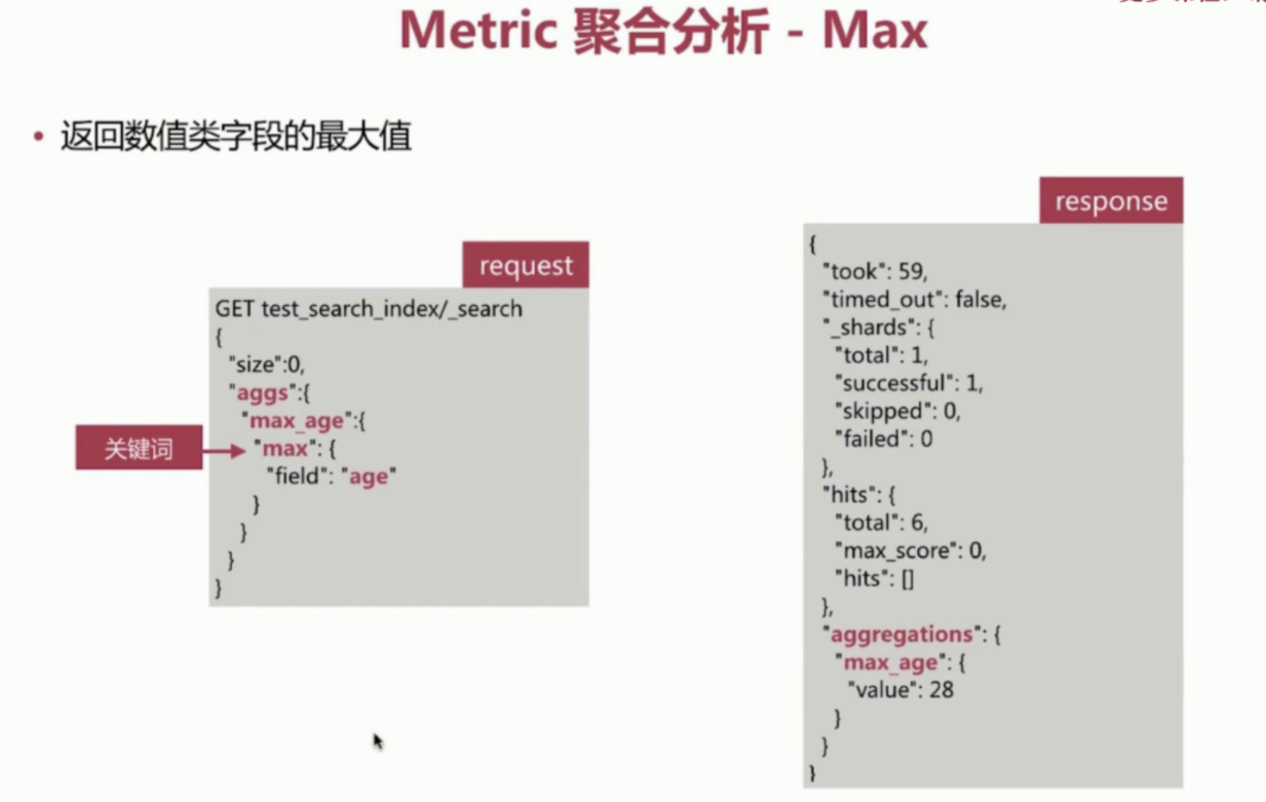 Metric 聚合分析 - Max
• 返回数值类字段的最大值
request
GET test_search_index/_search
{
"size":0,
"aggs":{
"max_age":{
关键词
"max": {
"field": "age"
}
}
}
}
response
{
"took": 59,
"timed_out": false,
"_shards": {
"total": 1,
"successful": 1,
"skipped": 0,
"failed": 0
},
"hits": {
"total": 6,
"max_score": 0,
"hits": []
},
"aggregations": {
"max_age": {
"value": 28
}
}
}